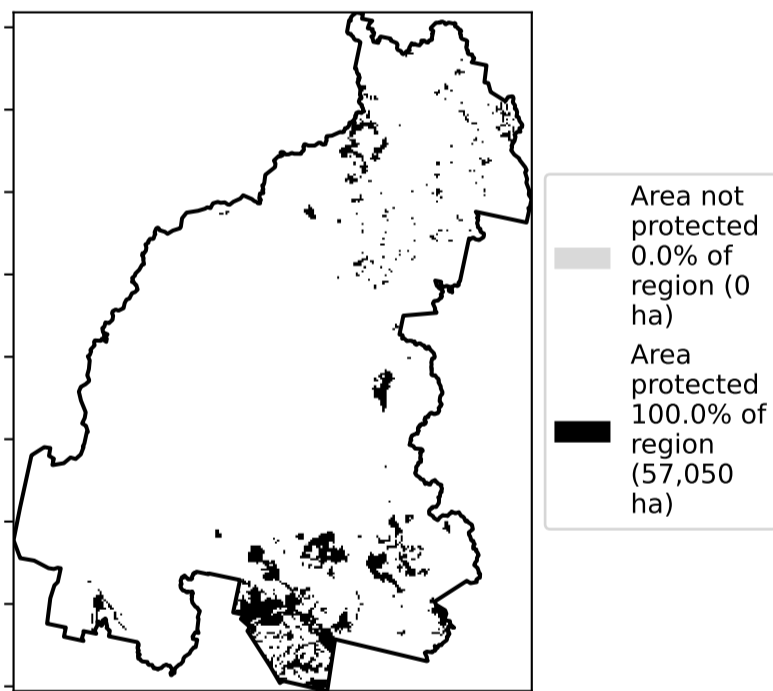 Area not
protected
0.0% of
region (0
ha)
Area
protected
100.0% of
region
(57,050
ha)